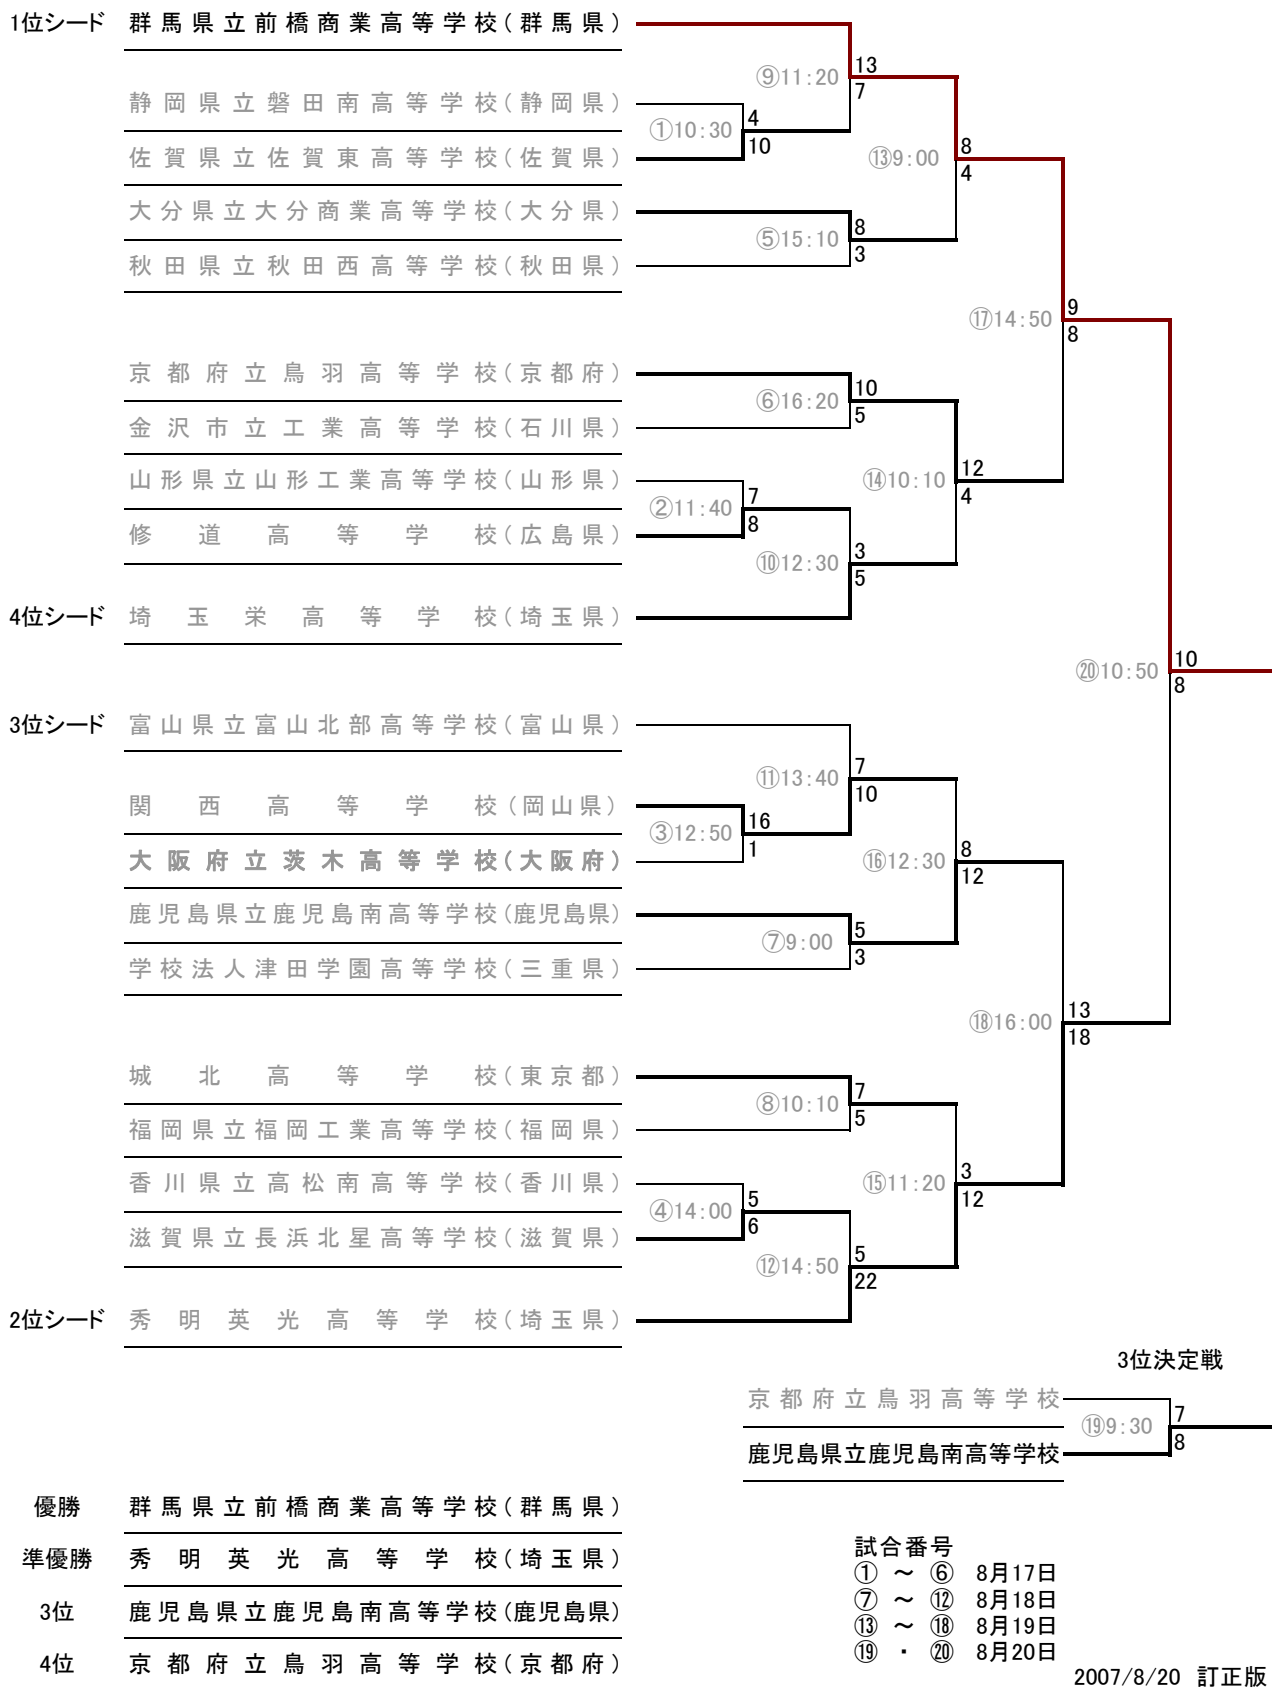 1位シード 群馬県立前橋商業高等学校(群馬県)
13
⑨11:20
7
静岡県立磐田南高等学校(静岡県)
4
①10:30
10
佐賀県立佐賀東高等学校(佐賀県)
8
⑬9:00
4
大分県立大分商業高等学校(大分県)
8
⑤15:10
3
秋田県立秋田西高等学校(秋田県)
9
⑰14:50
8
京都府立鳥羽高等学校(京都府)
10
⑥16:20
5
金沢市立工業高等学校(石川県)
山形県立山形工業高等学校(山形県)
12
⑭10:10
4
7
②11:40
8
修道高等学校(広島県)
3
⑩12:30
5
4位シード 埼玉栄高等学校(埼玉県)
10
⑳10:50
8
3位シード 富山県立富山北部高等学校(富山県)
7
⑪13:40
10
関西高等学校(岡山県)
16
③12:50
1
大阪府立茨木高等学校(大阪府)
8
⑯12:30
12
鹿児島県立鹿児島南高等学校(鹿児島県)
5
⑦9:00
3
学校法人津田学園高等学校(三重県)
13
⑱16:00
18
城北高等学校(東京都)
7
⑧10:10
5
福岡県立福岡工業高等学校(福岡県)
3
⑮11:20
12
香川県立高松南高等学校(香川県)
5
④14:00
6
滋賀県立長浜北星高等学校(滋賀県)
5
⑫14:50
22
2位シード 秀明英光高等学校(埼玉県)
3位決定戦
京都府立鳥羽高等学校
7
⑲9:30
8
鹿児島県立鹿児島南高等学校
優勝 群馬県立前橋商業高等学校(群馬県)
準優勝 秀明英光高等学校(埼玉県)
3位 鹿児島県立鹿児島南高等学校(鹿児島県)
4位 京都府立鳥羽高等学校(京都府)
試合番号
① ～ ⑥ 8月17日
⑦ ～ ⑫ 8月18日
⑬ ～ ⑱ 8月19日
⑲ ・ ⑳ 8月20日
2007/8/20 訂正版